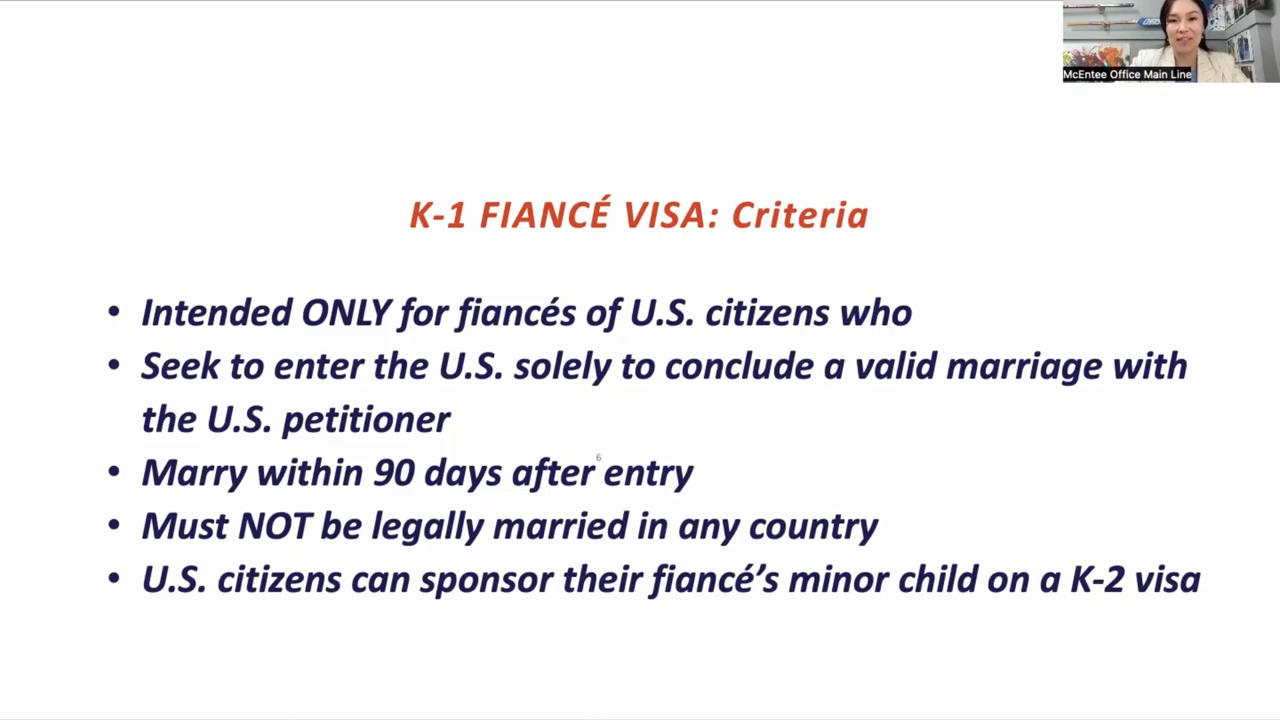 McEntee Office Main Line
K-1 FIANCÉ VISA: Criteria
• Intended ONLY for fiancés of U.S. citizens who
• Seek to enter the U.S. solely to conclude a valid marriage with
the U.S. petitioner
• Marry within 90 days after entry
6
• Must NOT be legally married in any country
• U.S. citizens can sponsor their fiancé’s minor child on a K-2 visa